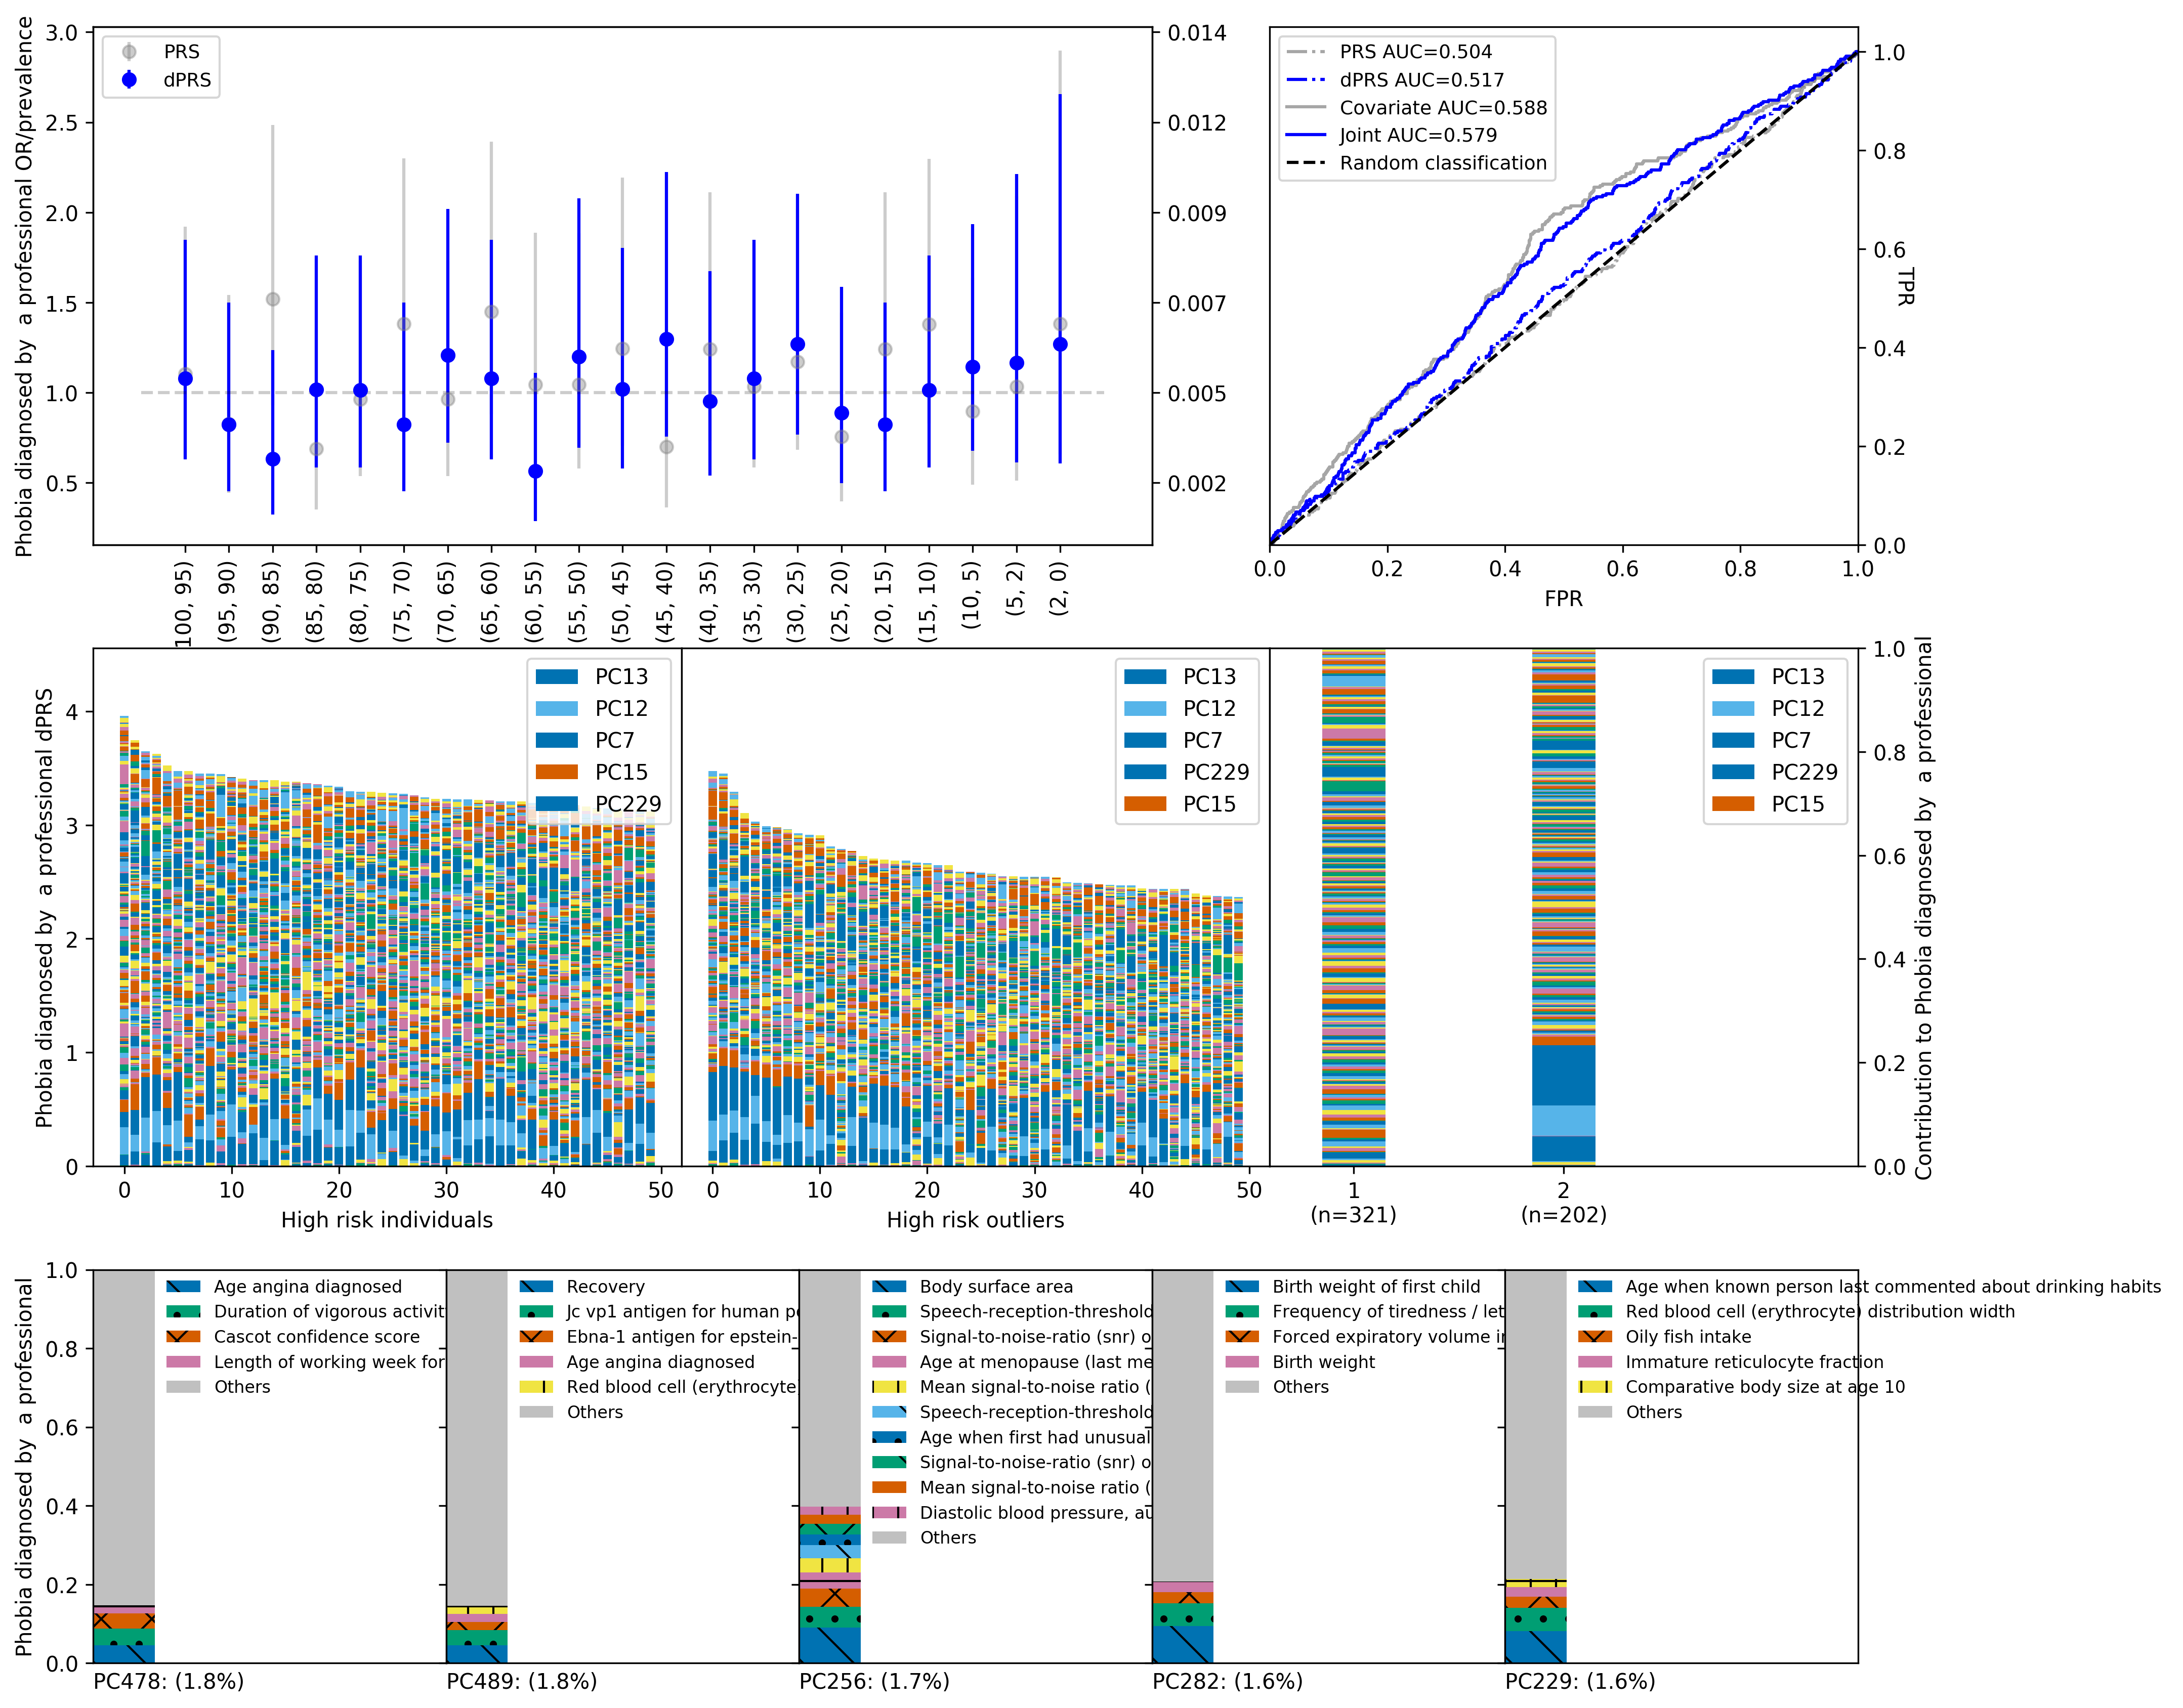 Phobia diagnosed by  a professional OR/prevalence
3.0
2.5
2.0
1.5
1.0
0.5
PRS
dPRS
0.014
0.012
0.009
0.007
0.005
0.002
100, 95)
(95, 90)
(90, 85)
(85, 80)
(80, 75)
(75, 70)
(70, 65)
(65, 60)
(60, 55)
(55, 50)
(50, 45)
(45, 40)
(40, 35)
(35, 30)
(30, 25)
(25, 20)
(20, 15)
(15, 10)
(10, 5)
(5, 2)
(2, 0)
PRS AUC=0.504
dPRS AUC=0.517
Covariate AUC=0.588
Joint AUC=0.579
Random classification
1.0
0.8
0.6
0.4
0.2
0.0
TPR
0.0 0.2 0.4 0.6 0.8 1.0
FPR
Phobia diagnosed by  a professional dPRS
4
3
2
1
0
PC13
PC12
PC7
PC15
PC229
0 10 20 30 40 50
High risk individuals
PC13
PC12
PC7
PC229
PC15
0 10 20 30 40 50
High risk outliers
PC13
PC12
PC7
PC229
PC15
1
(n=321)
2
(n=202)
1.0
0.8
0.6
0.4
0.2
0.0
Contribution to Phobia diagnosed by  a professional
Phobia diagnosed by  a professional
1.0
0.8
0.6
0.4
0.2
0.0
Age angina diagnosed
Duration of vigorous activit
Cascot confidence score
Length of working week for
Others
PC478: (1.8%)
Recovery
Jc vp1 antigen for human p
Ebna-1 antigen for epstein-
Age angina diagnosed
Red blood cell (erythrocyte
Others
PC489: (1.8%)
Body surface area
Speech-reception-threshold
Signal-to-noise-ratio (snr) o
Age at menopause (last me
Mean signal-to-noise ratio (
Speech-reception-threshold
Age when first had unusual
Signal-to-noise-ratio (snr) o
Mean signal-to-noise ratio (
Diastolic blood pressure, au
Others
PC256: (1.7%)
Birth weight of first child
Frequency of tiredness / let
Forced expiratory volume i
Birth weight
Others
PC282: (1.6%)
Age when known person last commented about drinking habits
Red blood cell (erythrocyte) distribution width
Oily fish intake
Immature reticulocyte fraction
Comparative body size at age 10
Others
PC229: (1.6%)